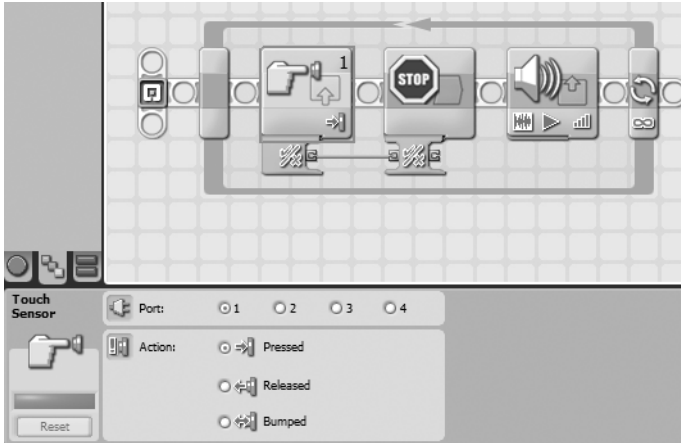 1
STOP
Touch
Sensor
Port: 1 2 3 4
Action: Pressed
Released
Bumped
Reset